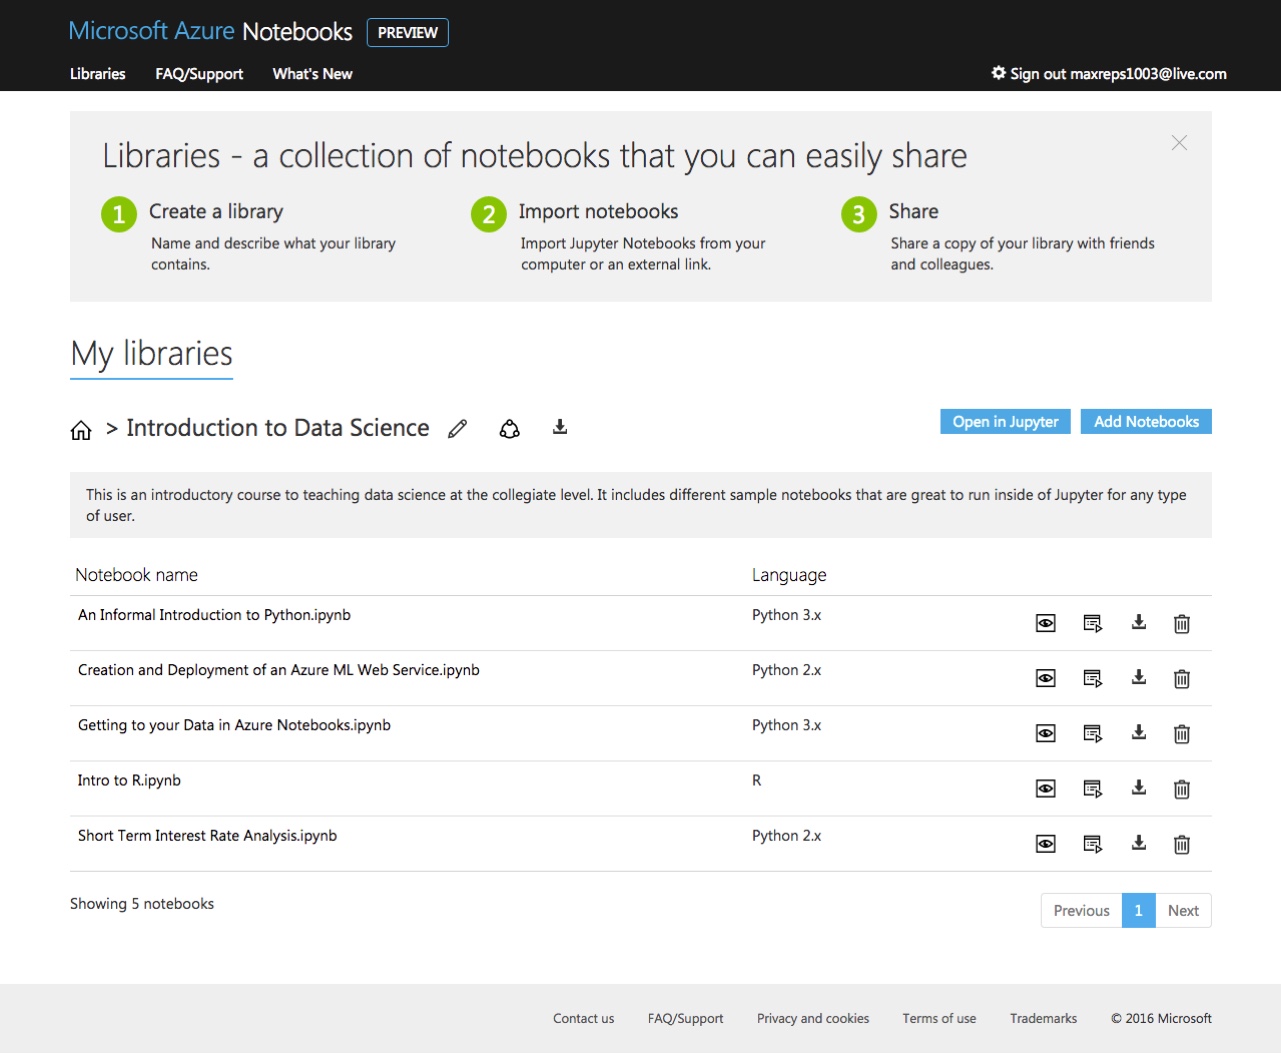 Microsoft Azure Notebooks PREVIEW
Libraries FAQ/Support What's New Sign out maxreps1003@live.com
Libraries - a collection of notebooks that you can easily share
1 Create a library
Name and describe what your library
contains.
2 Import notebooks
Import Jupyter Notebooks from your
computer or an external link.
3 Share
Share a copy of your library with friends
and colleagues.
My libraries
> Introduction to Data Science
Open in Jupyter Add Notebooks
This is an introductory course to teaching data science at the collegiate level. It includes different sample notebooks that are great to run inside of Jupyter for any type
of user.
Notebook name Language
An Informal Introduction to Python.ipynb Python 3.x
Creation and Deployment of an Azure ML Web Service.ipynb Python 2.x
Getting to your Data in Azure Notebooks.ipynb Python 3.x
Intro to R.ipynb R
Short Term Interest Rate Analysis.ipynb Python 2.x
Showing 5 notebooks Previous 1 Next
Contact us FAQ/Support Privacy and cookies Terms of use Trademarks © 2016 Microsoft